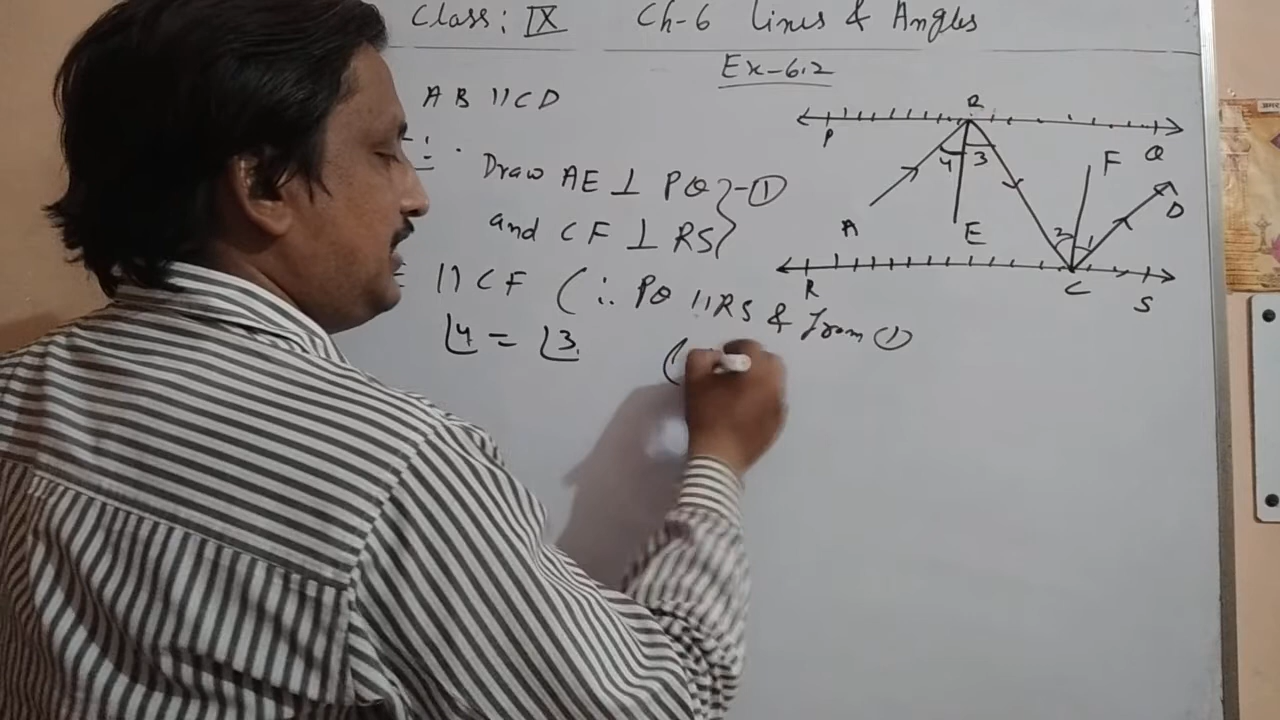 Class: IX Ch-6 Lines & Angles
Ex-6.2
AB || CD
Draw AE ⊥ PQ
and CF ⊥ RS } -①
|| CF (∵ PQ || RS & from ①
∠4 = ∠3 (
P Q
4 3
A E F D
2 1
R C S